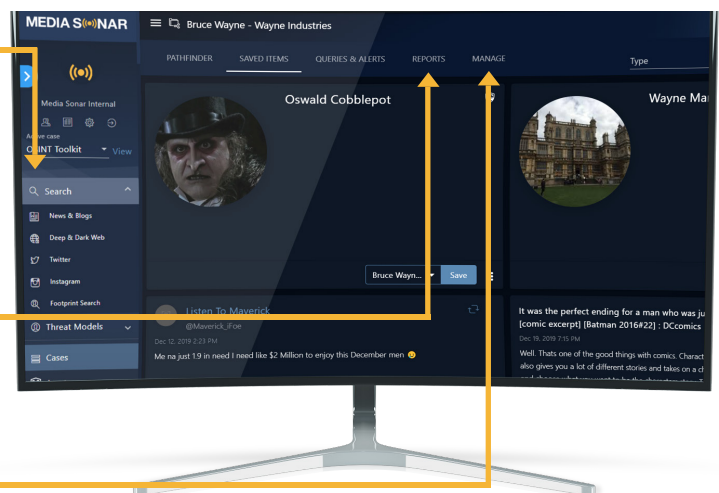 MEDIA S((•))NAR
Bruce Wayne - Wayne Industries
PATHFINDER SAVED ITEMS QUERIES & ALERTS REPORTS MANAGE
Type
Media Sonar Internal
Active case
OSINT Toolkit View
Search
News & Blogs
Deep & Dark Web
Twitter
Instagram
Footprint Search
Threat Models
Cases
Oswald Cobblepot
Bruce Wayn... Save
Wayne Ma
Listen To Maverick
@Maverick_iFoe
Dec 12, 2019 2:23 PM
Me na just 1.9 in need I need like $2 Million to enjoy this December men 😉
It was the perfect ending for a man who was ju
[comic excerpt] [Batman 2016#22] : DCcomics
Dec 19, 2019 7:15 PM
Well. Thats one of the good things with comics. Charact
also gives you a lot of different stories and takes on a ch